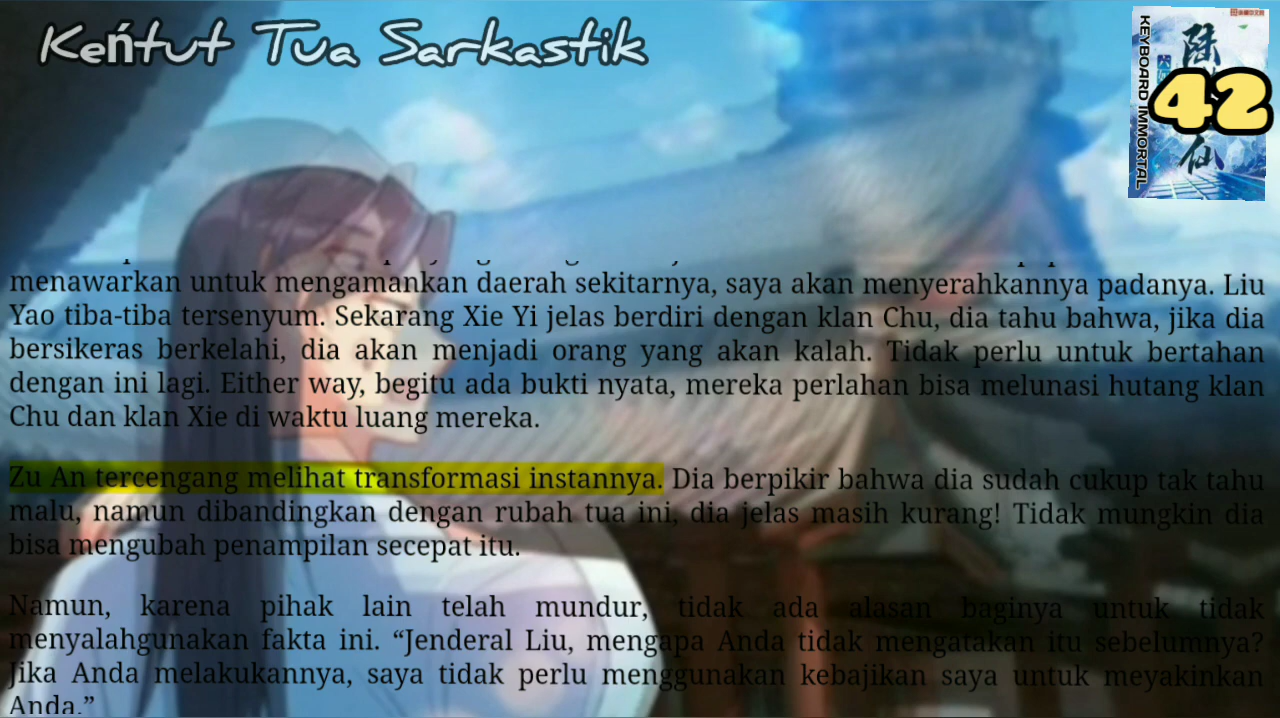 Keńtut Tua Sarkastik
KEYBOARD IMMORTAL
42
menawarkan untuk mengamankan daerah sekitarnya, saya akan menyerahkannya padanya. Liu
Yao tiba-tiba tersenyum. Sekarang Xie Yi jelas berdiri dengan klan Chu, dia tahu bahwa, jika dia
bersikeras berkelahi, dia akan menjadi orang yang akan kalah. Tidak perlu untuk bertahan
dengan ini lagi. Either way, begitu ada bukti nyata, mereka perlahan bisa melunasi hutang klan
Chu dan klan Xie di waktu luang mereka.
Zu An tercengang melihat transformasi instannya. Dia berpikir bahwa dia sudah cukup tak tahu
malu, namun dibandingkan dengan rubah tua ini, dia jelas masih kurang! Tidak mungkin dia
bisa mengubah penampilan secepat itu.
Namun, karena pihak lain telah mundur, tidak ada alasan baginya untuk tidak
menyalahgunakan fakta ini. “Jenderal Liu, mengapa Anda tidak mengatakan itu sebelumnya?
Jika Anda melakukannya, saya tidak perlu menggunakan kebajikan saya untuk meyakinkan
Anda.”